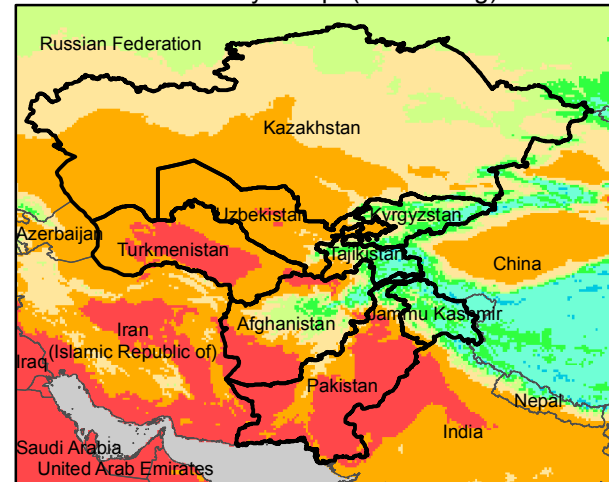 Russian Federation
Kazakhstan
Uzbekistan
Kyrgyzstan
Azerbaijan
Turkmenistan
Tajikistan
China
Jammu Kashmir
Afghanistan
Iran
(Islamic Republic of)
Iraq
Pakistan
Nepal
India
Saudi Arabia
United Arab Emirates